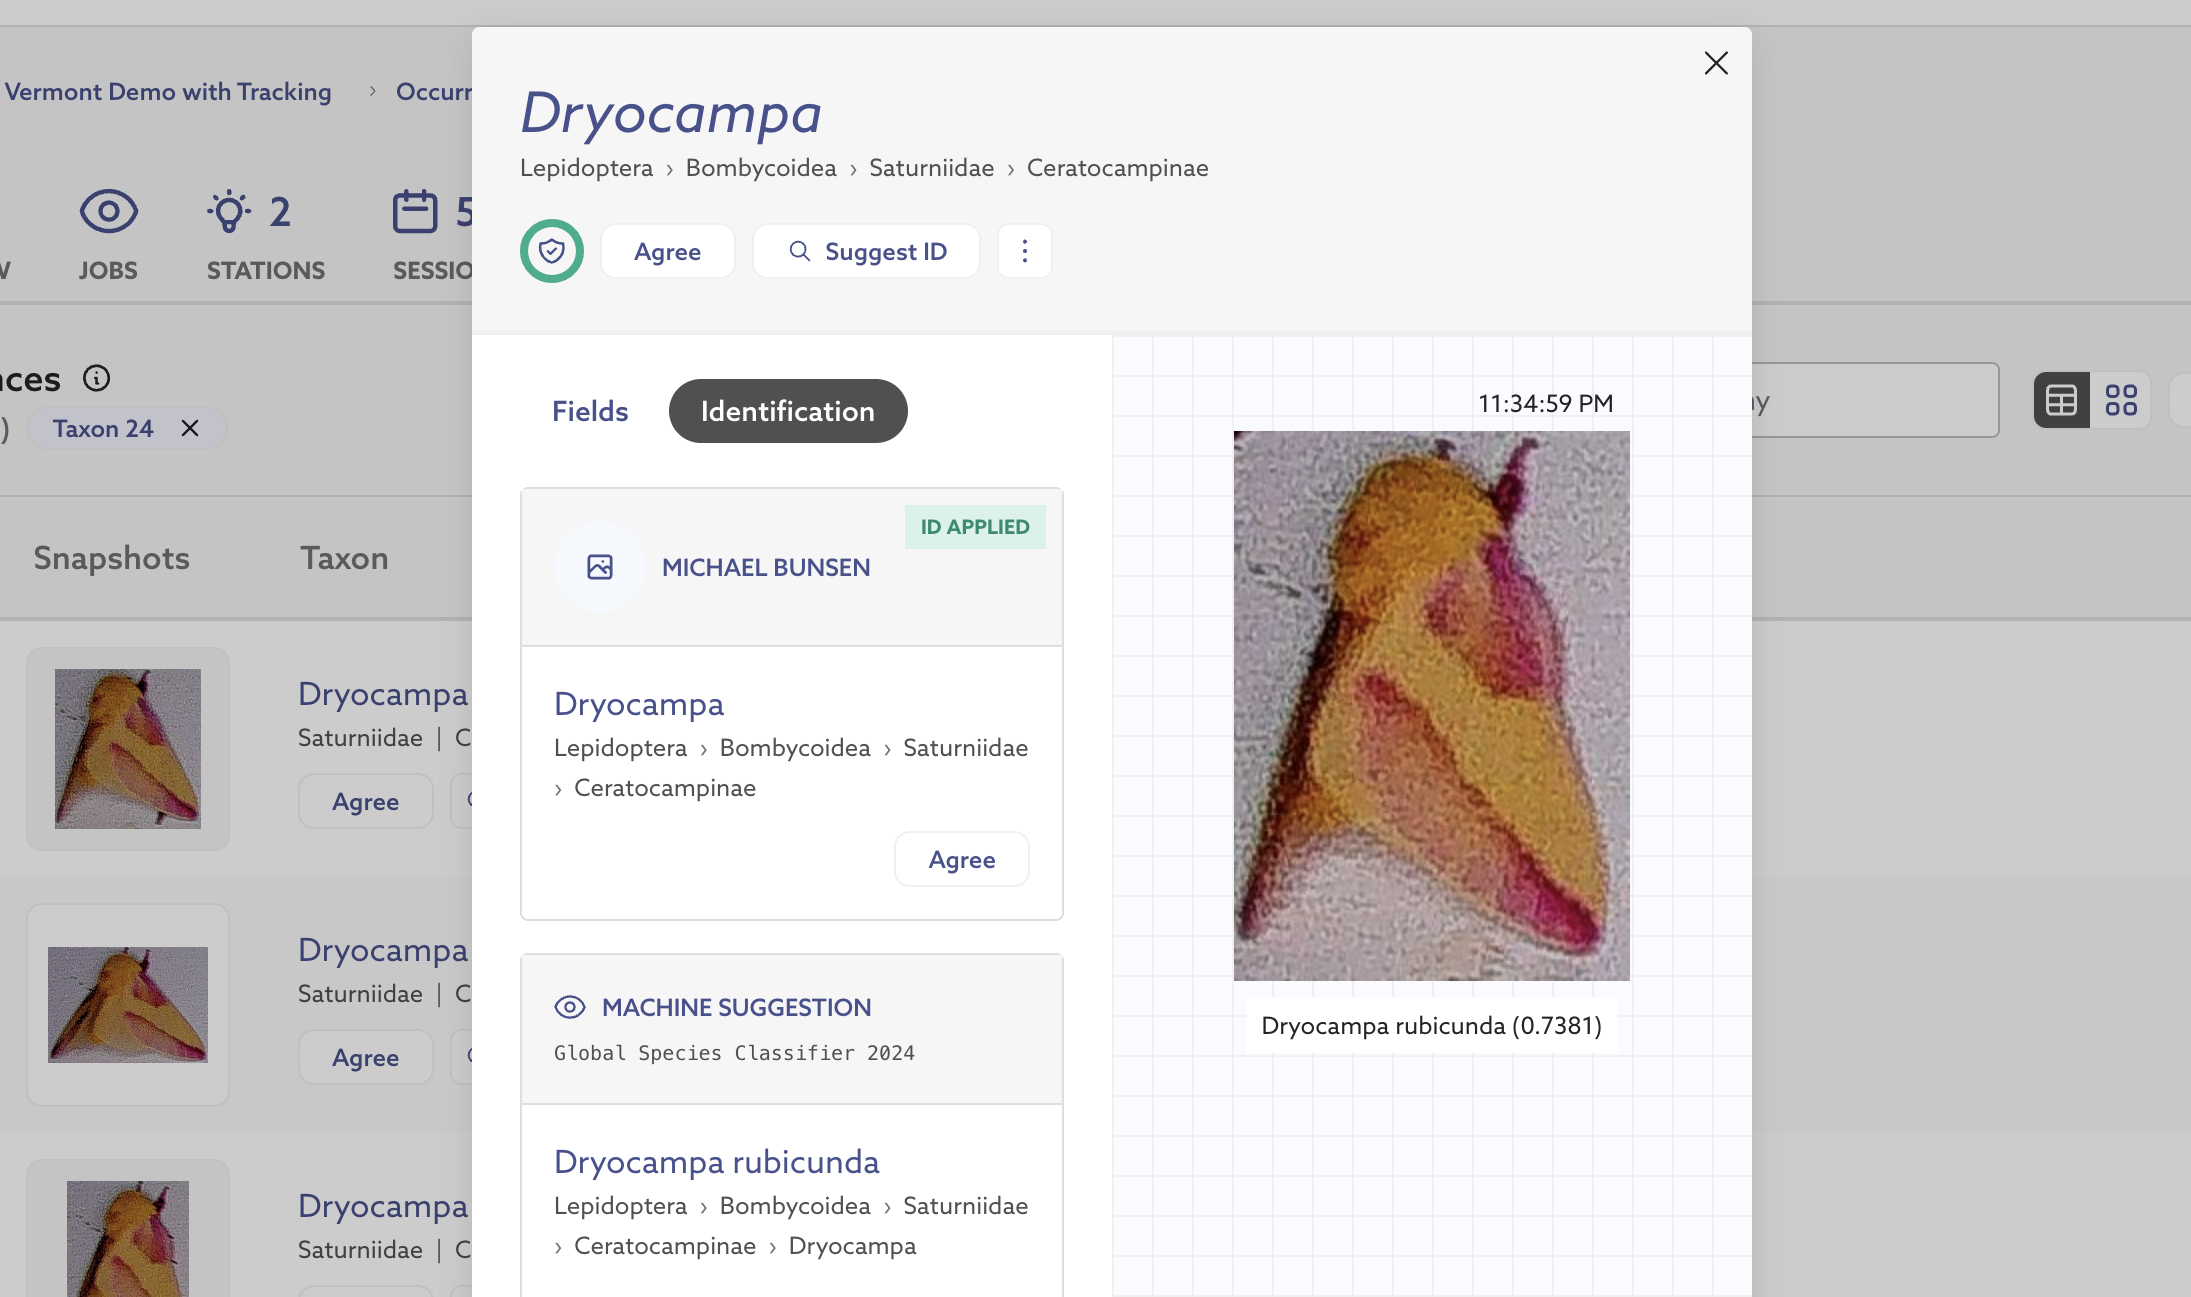 Vermont Demo with Tracking › Occurr
JOBS
2
STATIONS
5
SESSIO
nces
Taxon 24
Snapshots
Taxon
Dryocampa
Saturniidae | C
Agree
Dryocampa
Saturniidae | C
Agree
Dryocampa
Saturniidae | C
Dryocampa
Lepidoptera › Bombycoidea › Saturniidae › Ceratocampinae
Agree
Suggest ID
Fields
Identification
ID APPLIED
MICHAEL BUNSEN
Dryocampa
Lepidoptera › Bombycoidea › Saturniidae
› Ceratocampinae
Agree
MACHINE SUGGESTION
Global Species Classifier 2024
Dryocampa rubicunda
Lepidoptera › Bombycoidea › Saturniidae
› Ceratocampinae › Dryocampa
11:34:59 PM
Dryocampa rubicunda (0.7381)